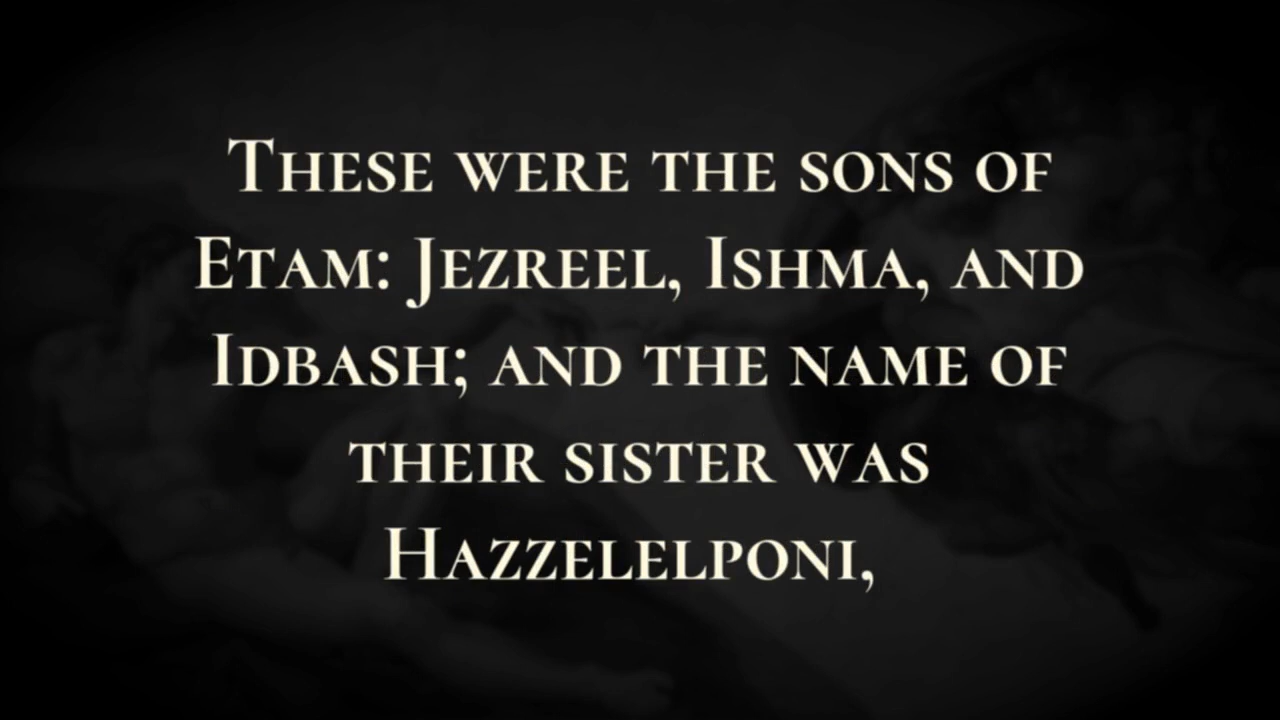 These were the sons of
Etam: Jezreel, Ishma, and
Idbash; and the name of
their sister was
Hazzelelponi,